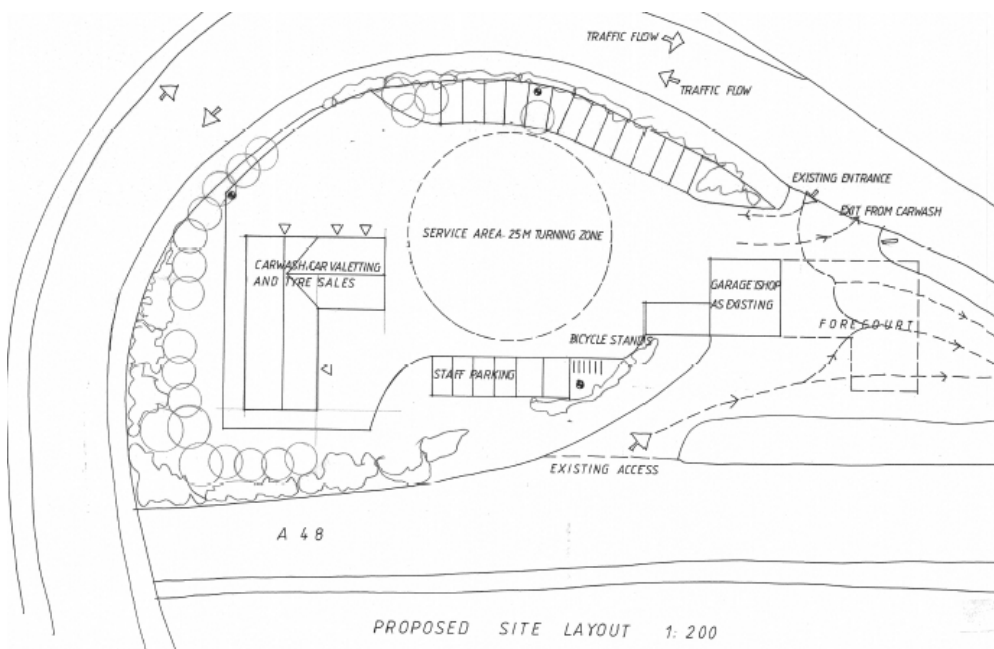 TRAFFIC FLOW
TRAFFIC FLOW
EXISTING ENTRANCE
EXIT FROM CARWASH
SERVICE AREA- 25 M TURNING ZONE
CARWASH,CAR VALETTING
AND TYRE SALES
GARAGE SHOP
AS EXISTING
FORECOURT
BICYCLE STANDS
STAFF PARKING
EXISTING ACCESS
A 48
PROPOSED SITE LAYOUT 1: 200